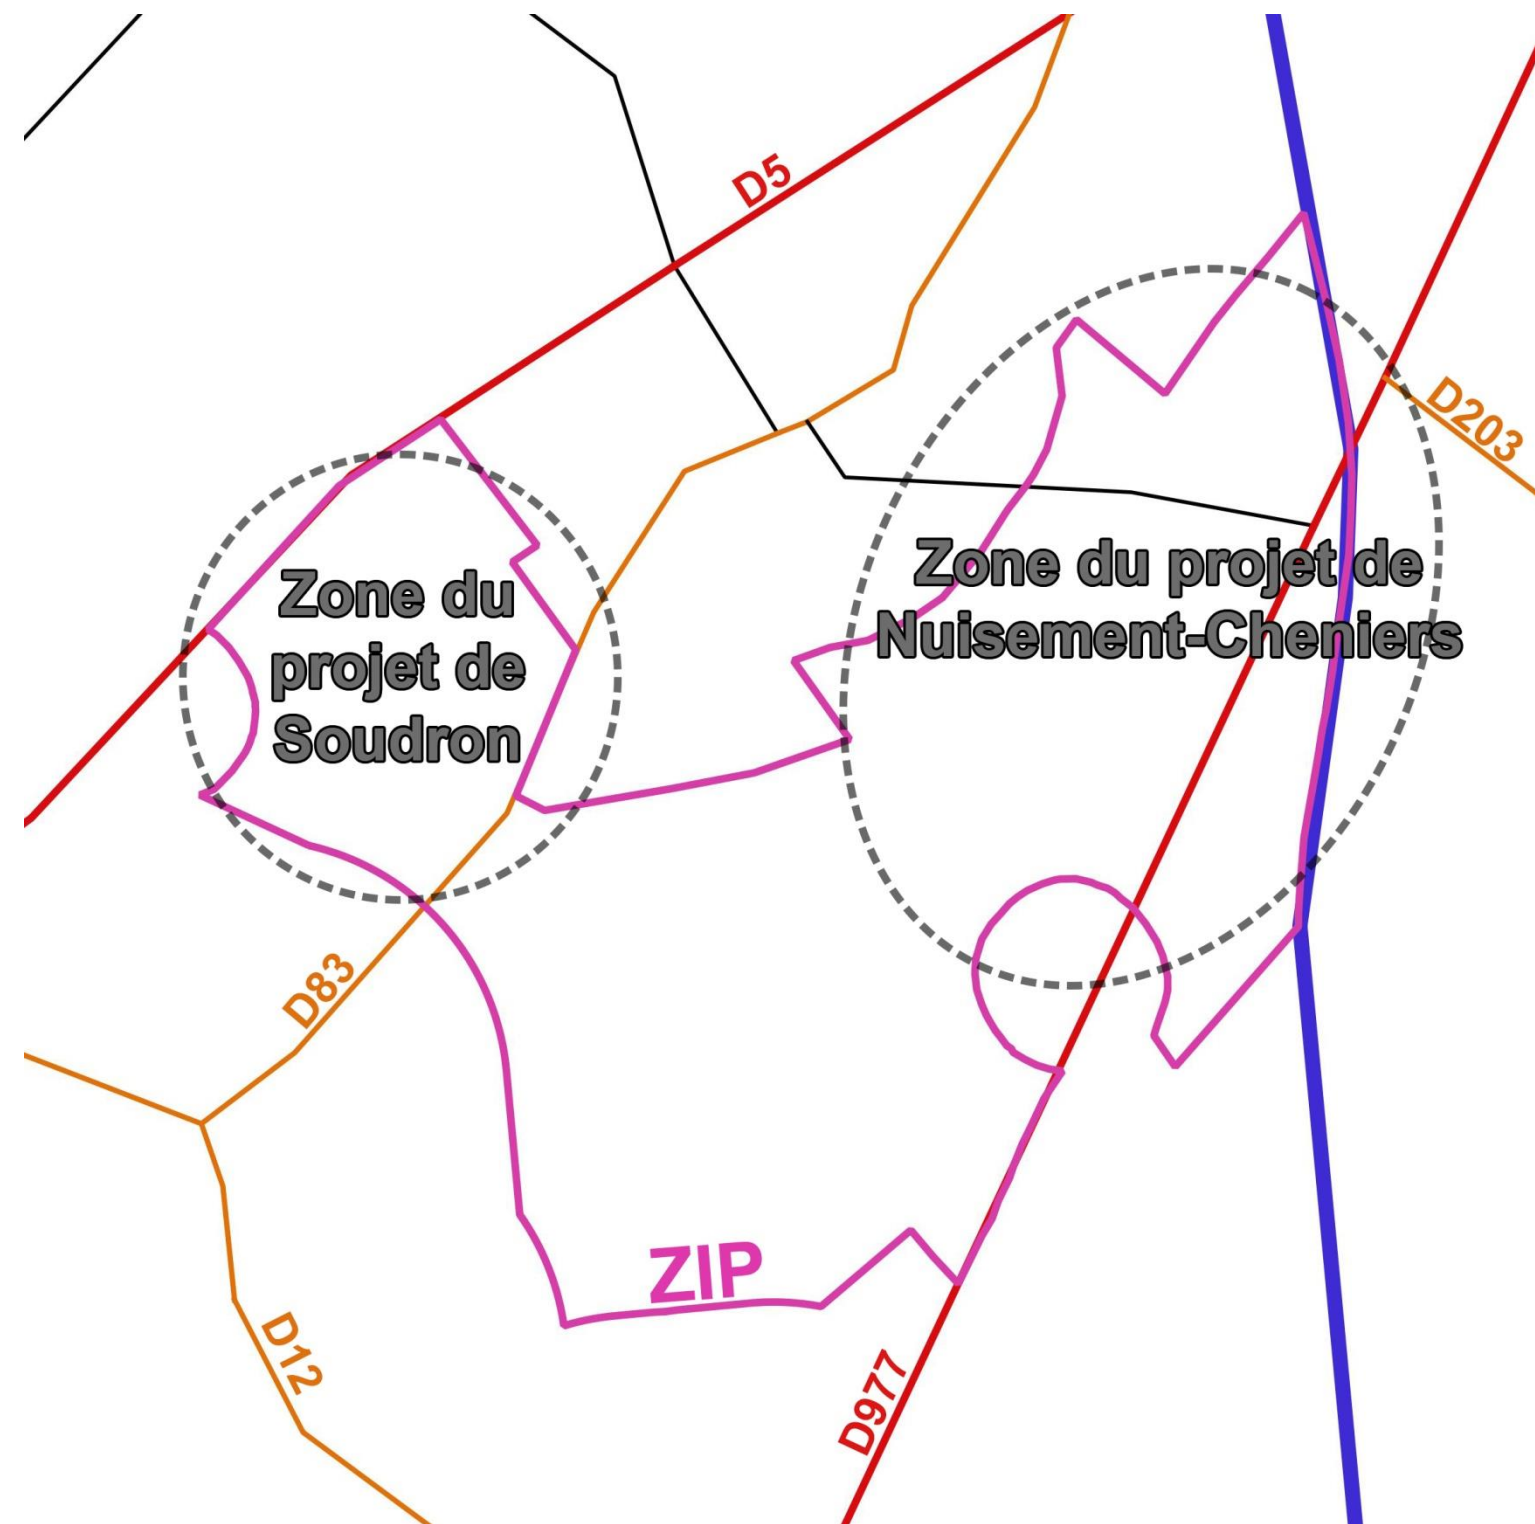 D5
D203
Zone du projet de
Nuisement-Cheniers
Zone du
projet de
Soudron
D83
ZIP
D12
D977